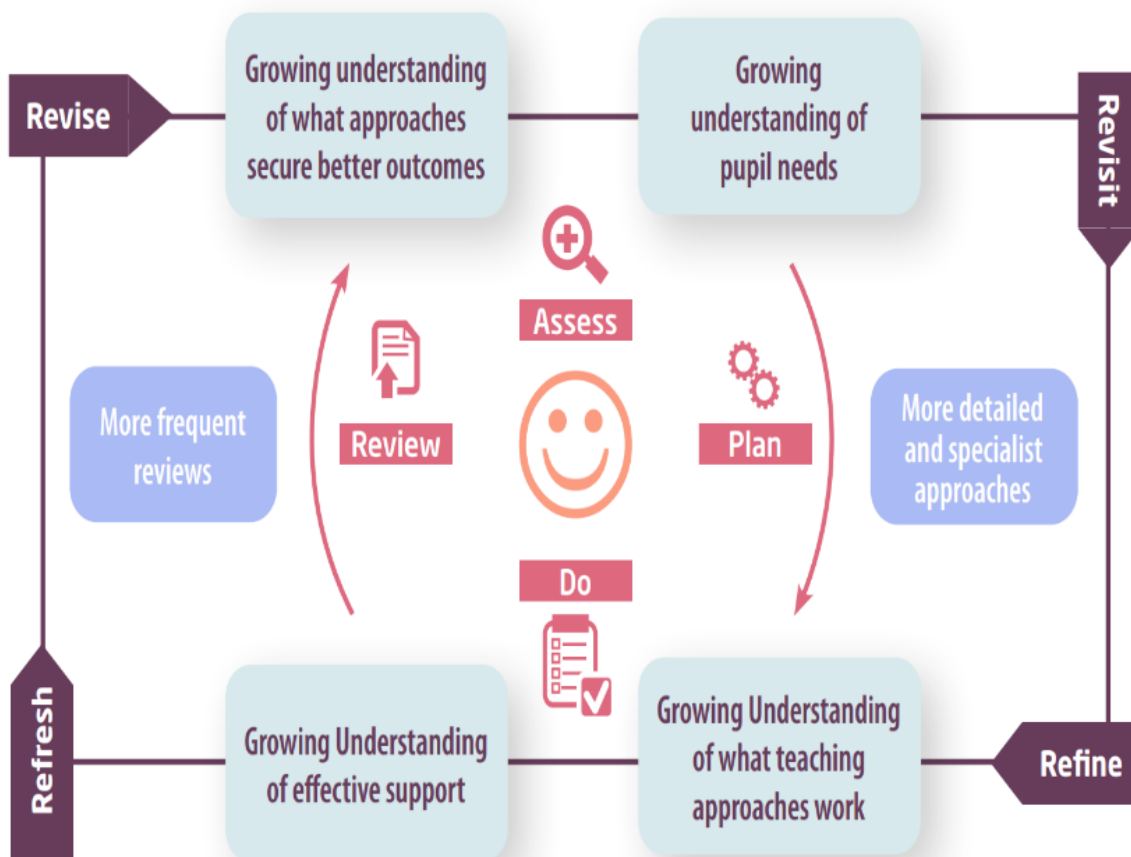 Revise
Growing understanding
of what approaches
secure better outcomes
Growing
understanding of
pupil needs
Revisit
Assess
Review
Plan
More frequent
reviews
More detailed
and specialist
approaches
Do
Refresh
Growing Understanding
of effective support
Growing Understanding
of what teaching
approaches work
Refine